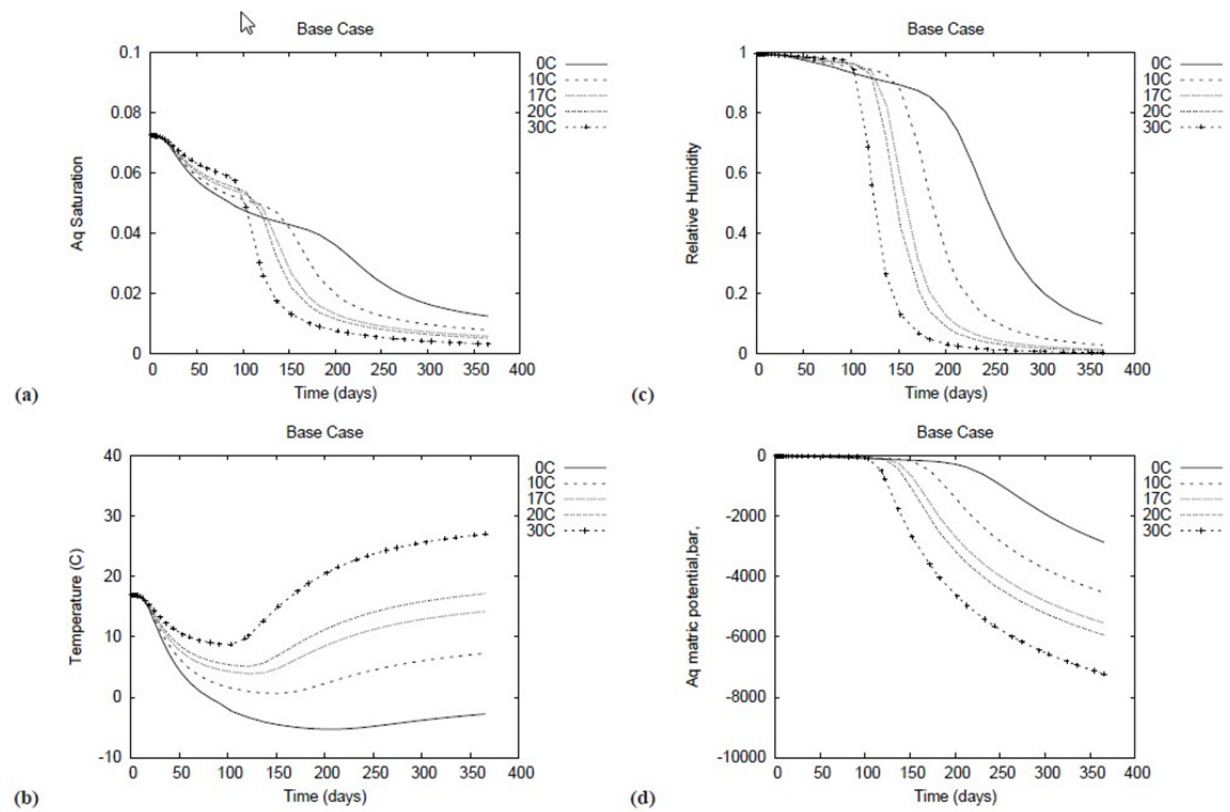 Base Case
0.1
0.08
0.06
0.04
0.02
0
Aq Saturation
0 50 100 150 200 250 300 350 400
Time (days)
0C
10C
17C
20C
30C
(a)
Base Case
1
0.8
0.6
0.4
0.2
0
Relative Humidity
0 50 100 150 200 250 300 350 400
Time (days)
0C
10C
17C
20C
30C
(c)
Base Case
40
30
20
10
0
-10
Temperature (C)
0 50 100 150 200 250 300 350 400
Time (days)
0C
10C
17C
20C
30C
(b)
Base Case
0
-2000
-4000
-6000
-8000
-10000
Aq matric potential,bar,
0 50 100 150 200 250 300 350 400
Time (days)
0C
10C
17C
20C
30C
(d)